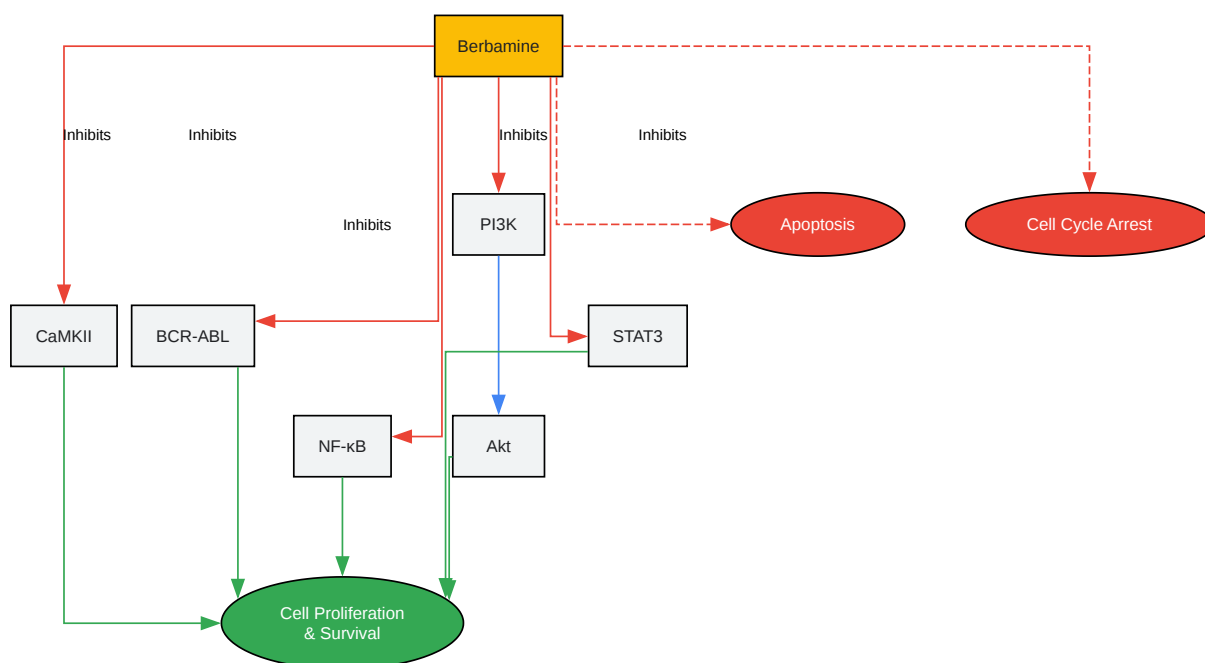 Berbamine
Inhibits
Inhibits
Inhibits
Inhibits
Inhibits
PI3K
Apoptosis
Cell Cycle Arrest
CaMKII
BCR-ABL
STAT3
NF-κB
Akt
Cell Proliferation
& Survival